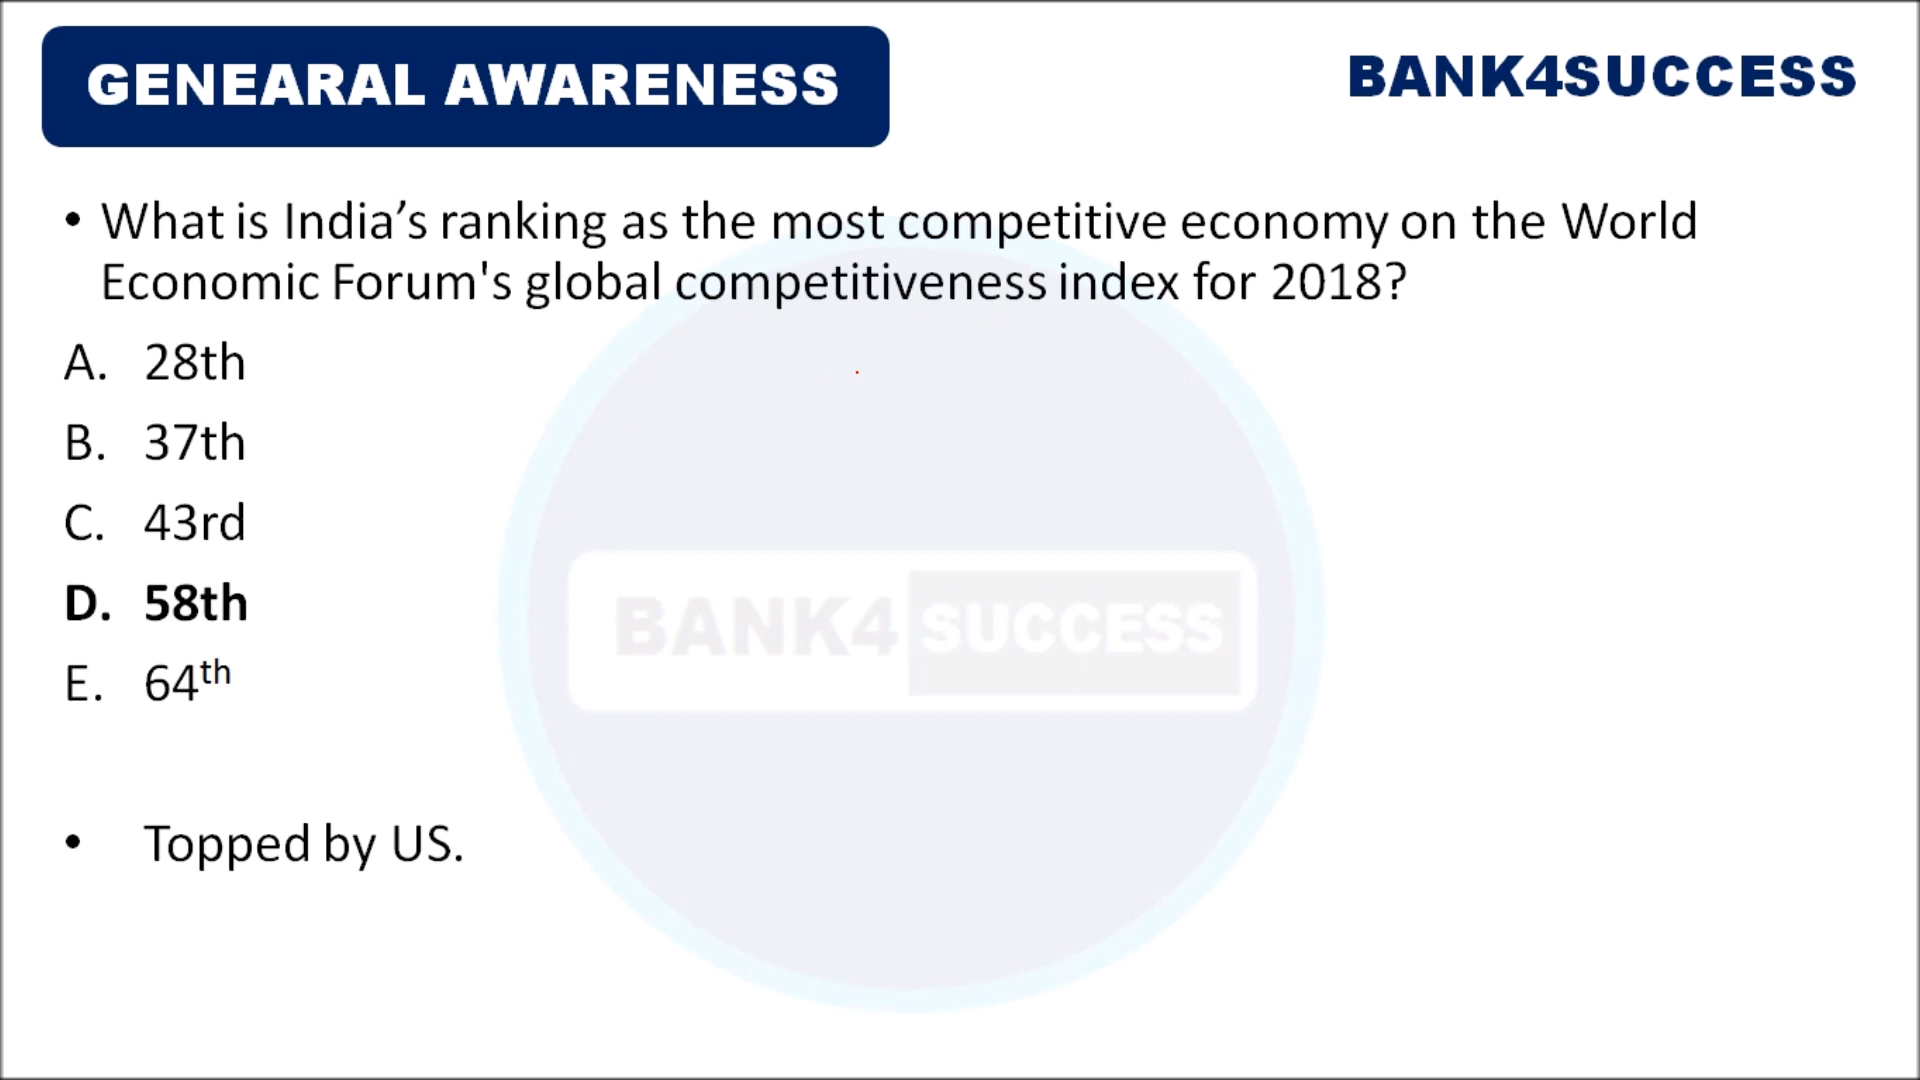 GENEARAL AWARENESS
BANK4SUCCESS
• What is India’s ranking as the most competitive economy on the World
Economic Forum's global competitiveness index for 2018?
A. 28th
B. 37th
C. 43rd
D. 58th
E. 64th
BANK4 SUCCESS
• Topped by US.